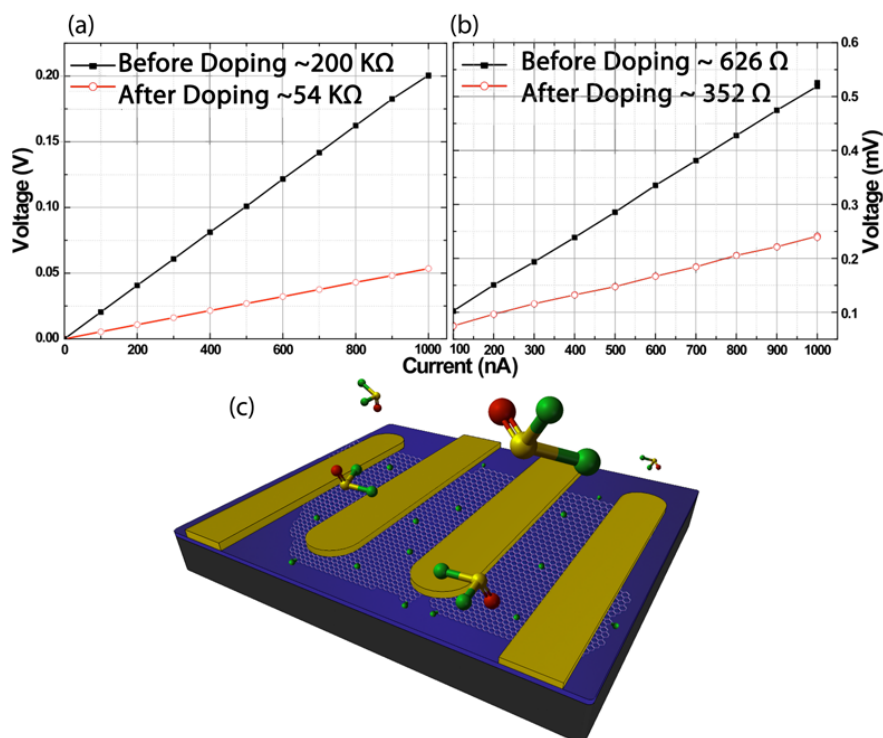 (a)
Before Doping ~200 KΩ
After Doping ~54 KΩ
0.20
0.15
0.10
0.05
0.00
Voltage (V)
0 200 400 600 800 1000
(b)
Before Doping ~ 626 Ω
After Doping ~ 352 Ω
0.6
0.5
0.4
0.3
0.2
0.1
Voltage (mV)
100 200 300 400 500 600 700 800 900 1000
Current (nA)
(c)